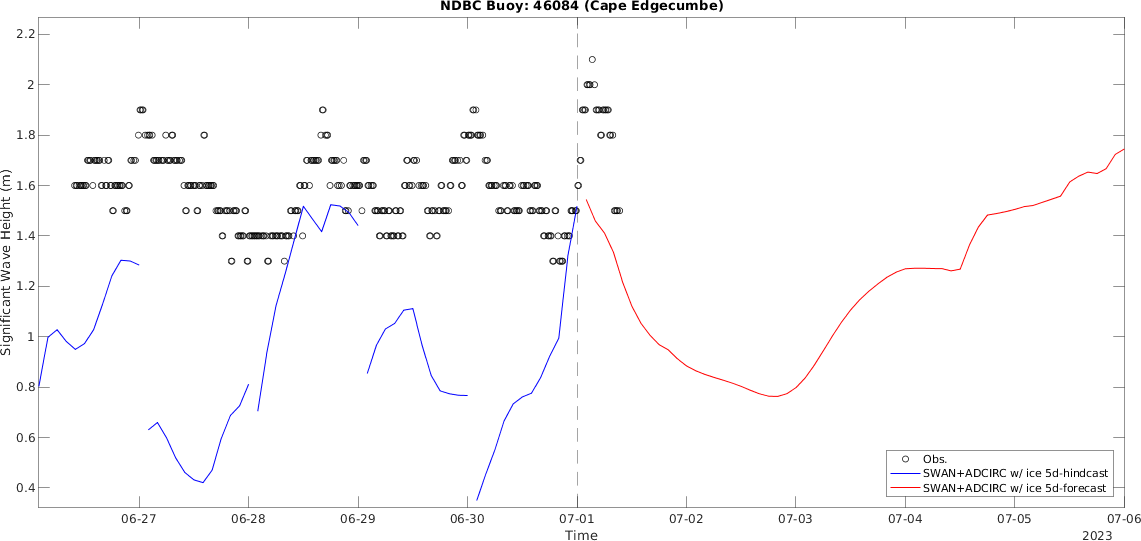 NDBC Buoy: 46084 (Cape Edgecumbe)
Significant Wave Height (m)
2.2
2
1.8
1.6
1.4
1.2
1
0.8
0.6
0.4
Obs.
SWAN+ADCIRC w/ ice 5d-hindcast
SWAN+ADCIRC w/ ice 5d-forecast
06-27 06-28 06-29 06-30 07-01 07-02 07-03 07-04 07-05 07-06
Time
2023